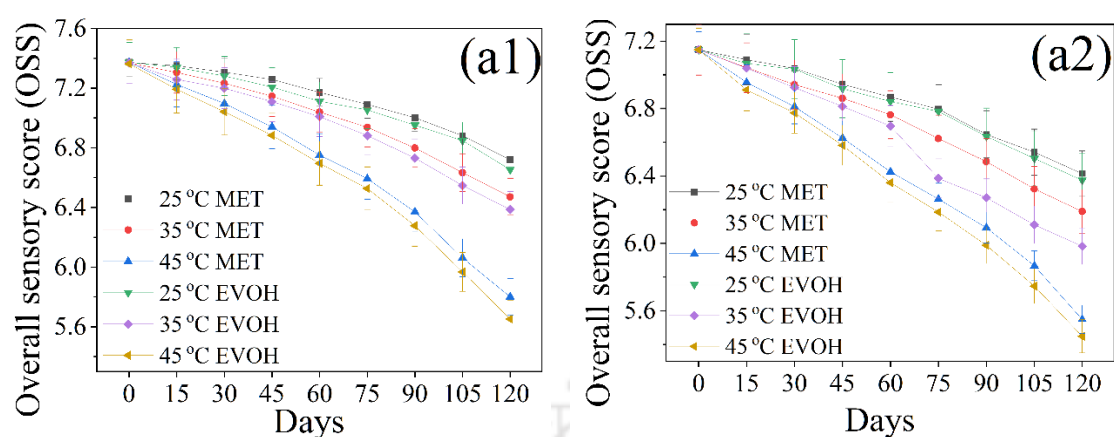 Overall sensory score (OSS)
7.6
7.2
6.8
6.4
6.0
5.6
(a1)
25 °C MET
35 °C MET
45 °C MET
25 °C EVOH
35 °C EVOH
45 °C EVOH
0 15 30 45 60 75 90 105 120
Days
Overall sensory score (OSS)
7.2
6.8
6.4
6.0
5.6
(a2)
25 °C MET
35 °C MET
45 °C MET
25 °C EVOH
35 °C EVOH
45 °C EVOH
0 15 30 45 60 75 90 105 120
Days